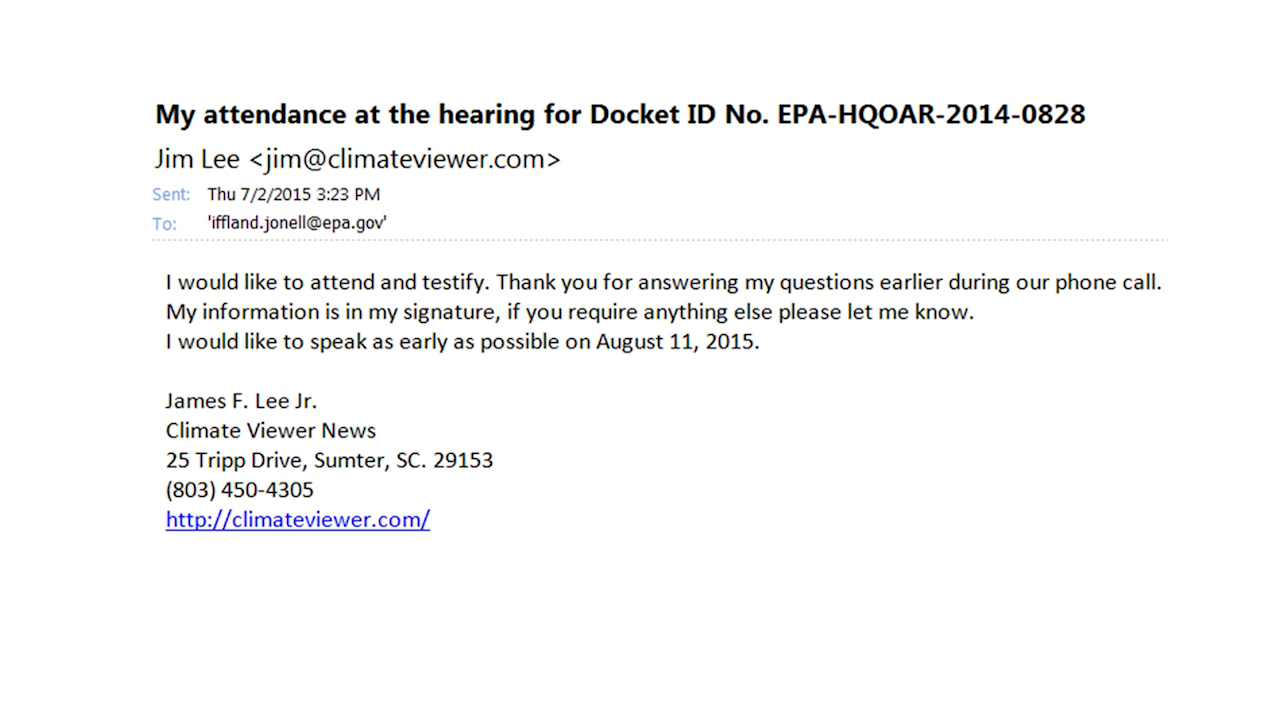 My attendance at the hearing for Docket ID No. EPA-HQOAR-2014-0828
Jim Lee <jim@climateviewer.com>
Sent: Thu 7/2/2015 3:23 PM
To: 'iffland.jonell@epa.gov'
I would like to attend and testify. Thank you for answering my questions earlier during our phone call.
My information is in my signature, if you require anything else please let me know.
I would like to speak as early as possible on August 11, 2015.
James F. Lee Jr.
Climate Viewer News
25 Tripp Drive, Sumter, SC. 29153
(803) 450-4305
http://climateviewer.com/